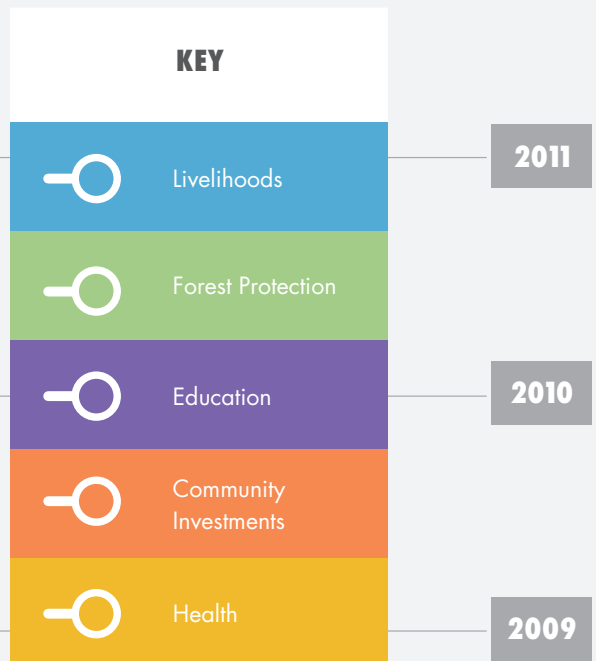 KEY
2011
Livelihoods
Forest Protection
2010
Education
Community
Investments
Health
2009